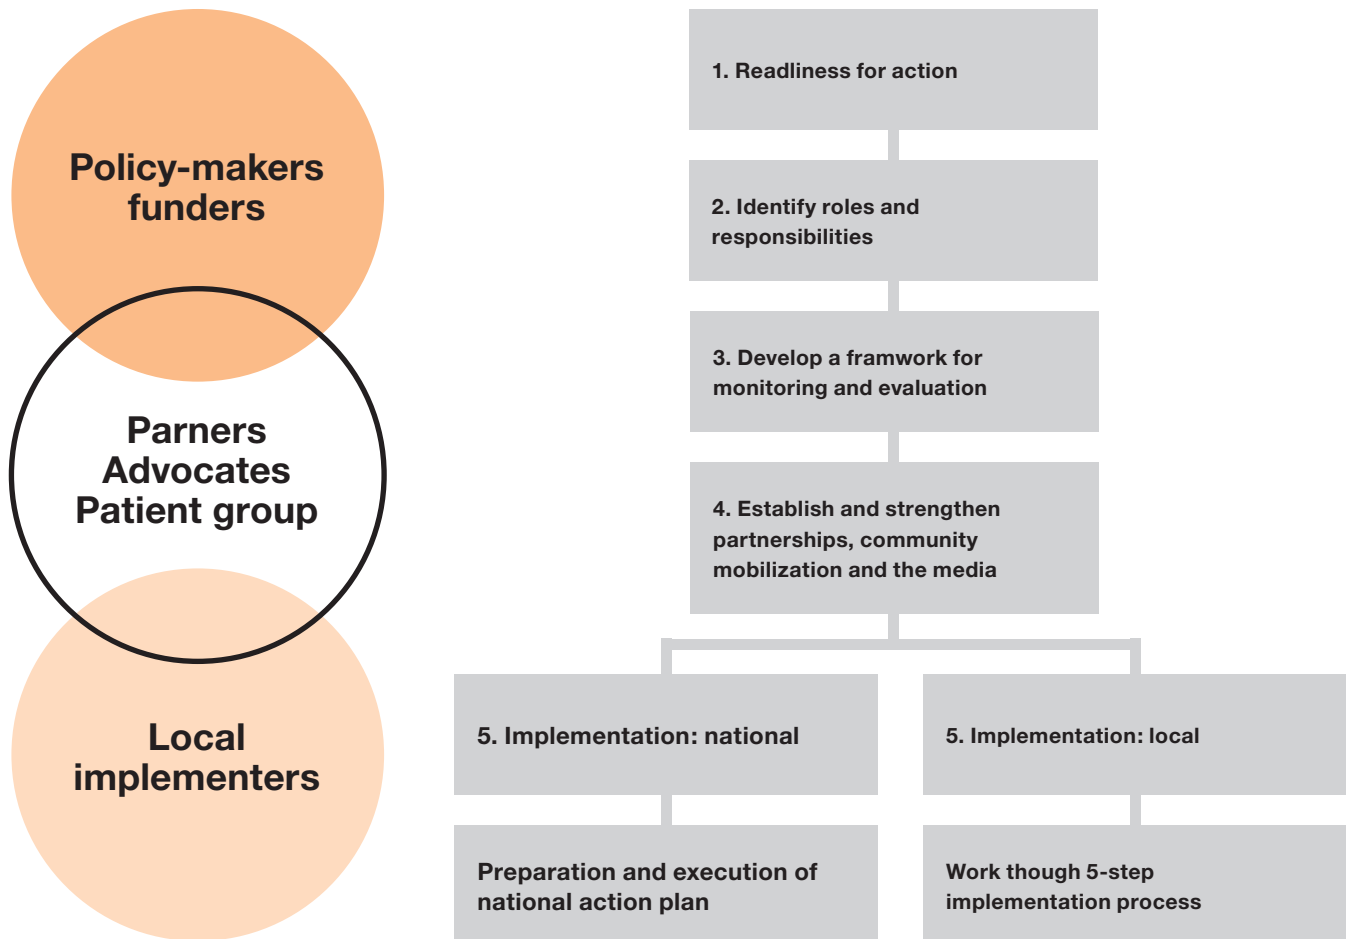 Policy-makers
funders
Parners
Advocates
Patient group
Local
implementers
1. Readliness for action
2. Identify roles and
responsibilities
3. Develop a framwork for
monitoring and evaluation
4. Establish and strengthen
partnerships, community
mobilization and the media
5. Implementation: national
5. Implementation: local
Preparation and execution of
national action plan
Work though 5-step
implementation process